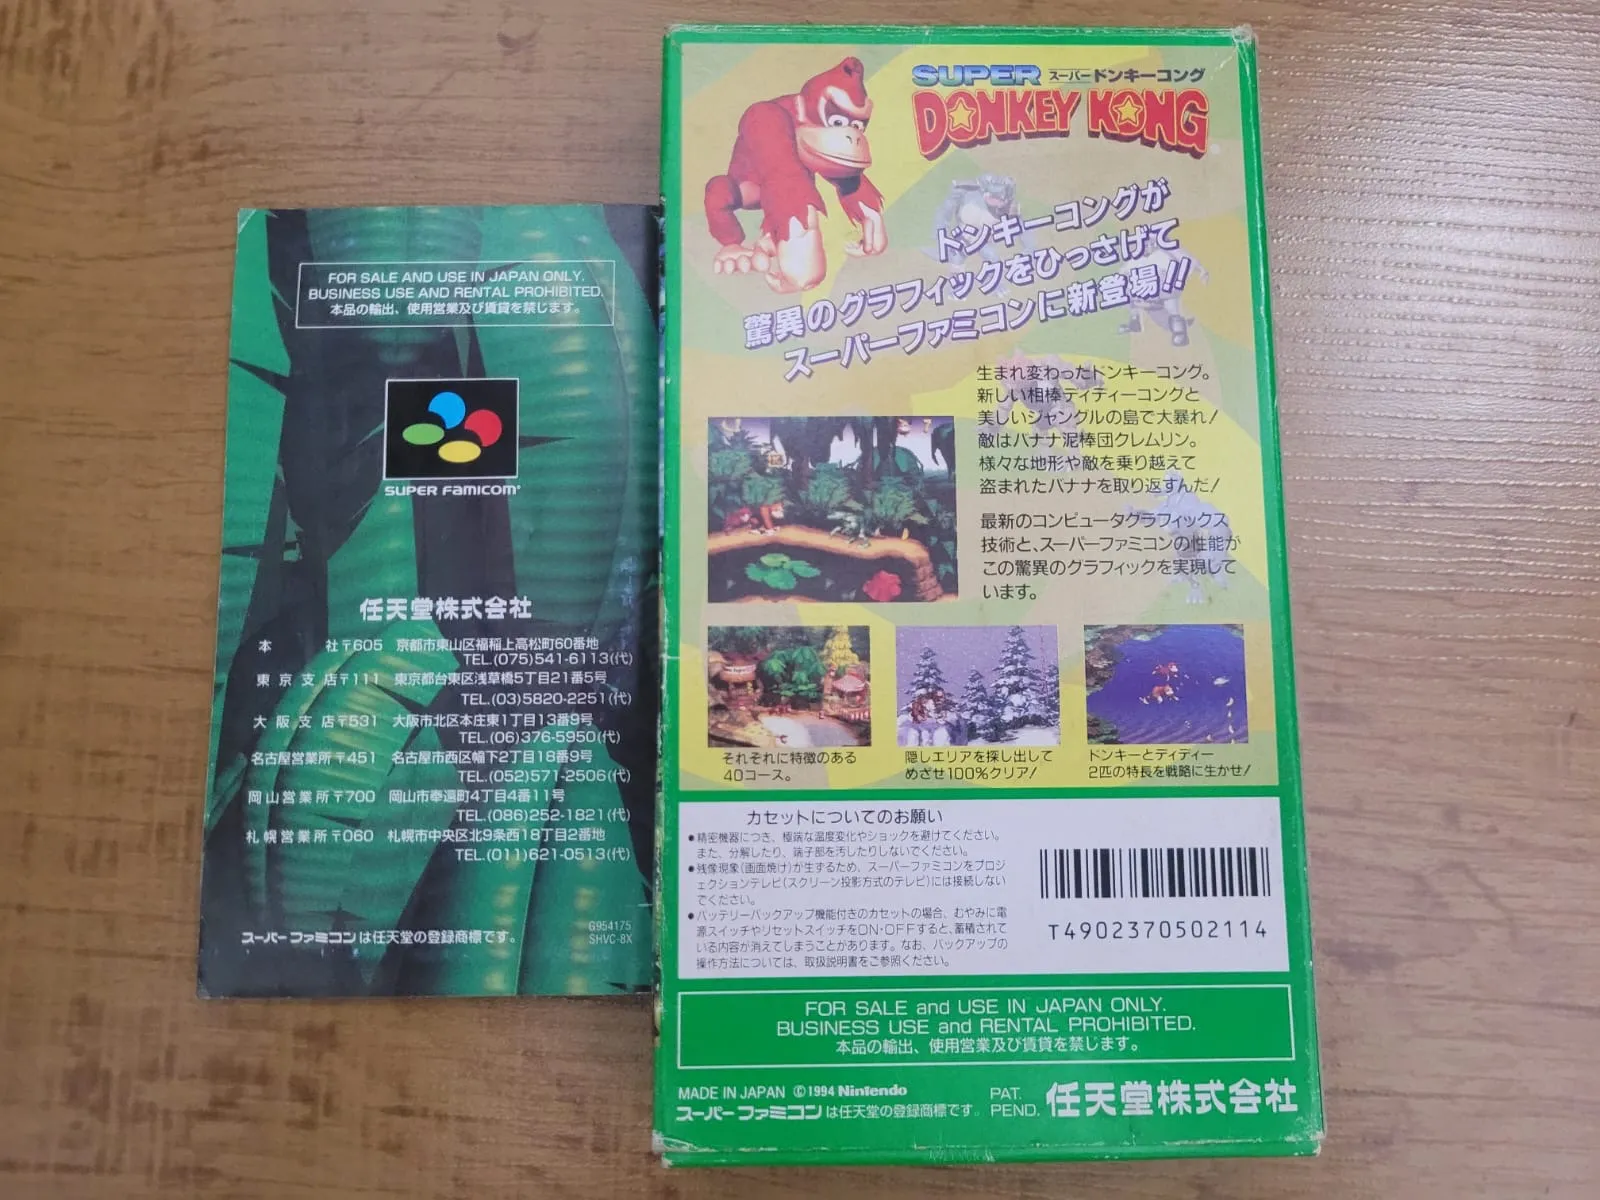 FOR SALE AND USE IN JAPAN ONLY.
BUSINESS USE AND RENTAL PROHIBITED.
本品の輸出、使用営業及び賃貸を禁じます。
SUPER FAMICOM
任天堂株式会社
本社〒605 京都市東山区福稲上高松町60番地
TEL.(075)541-6113(代)
東京支店〒111 東京都台東区浅草橋5丁目21番5号
TEL.(03)5820-2251(代)
大阪支店〒531 大阪市北区本庄東1丁目13番9号
TEL.(06)376-5950(代)
名古屋営業所〒451 名古屋市西区幅下2丁目18番9号
TEL.(052)571-2506(代)
岡山営業所〒700 岡山市奉還町4丁目4番11号
TEL.(086)252-1821(代)
札幌営業所〒060 札幌市中央区北9条西18丁目2番地
TEL.(011)621-0513(代)
スーパーファミコンは任天堂の登録商標です。
G954175
SHVC-8X
SUPER スーパードンキーコング
DONKEY KONG
ドンキーコングが
驚異のグラフィックをひっさげて
スーパーファミコンに新登場!!
生まれ変わったドンキーコング。
新しい相棒ディディーコングと
美しいジャングルの島で大暴れ!
敵はバナナ泥棒団クレムリン。
様々な地形や敵を乗り越えて
盗まれたバナナを取り返すんだ!
最新のコンピュータグラフィックス
技術と、スーパーファミコンの性能が
この驚異のグラフィックを実現して
います。
それぞれに特徴のある
40コース。
隠しエリアを探し出して
めざせ100%クリア!
ドンキーとディディー
2匹の特長を戦略に生かせ!
カセットについてのお願い
●精密機器につき、極端な温度変化やショックを避けてください。
また、分解したり、端子部を汚したりしないでください。
●残像現象(画面焼け)が生ずるため、スーパーファミコンをプロジ
ェクションテレビ(スクリーン投影方式のテレビ)には接続しない
でください。
●バッテリーバックアップ機能付きのカセットの場合、むやみに電
源スイッチやリセットスイッチをON・OFFすると、蓄積されて
いる内容が消えてしまうことがあります。なお、バックアップの
操作方法については、取扱説明書をご参照ください。
T4902370502114
FOR SALE and USE IN JAPAN ONLY.
BUSINESS USE and RENTAL PROHIBITED.
本品の輸出、使用営業及び賃貸を禁じます。
MADE IN JAPAN ©1994 Nintendo
スーパーファミコンは任天堂の登録商標です。
PAT.
PEND.
任天堂株式会社